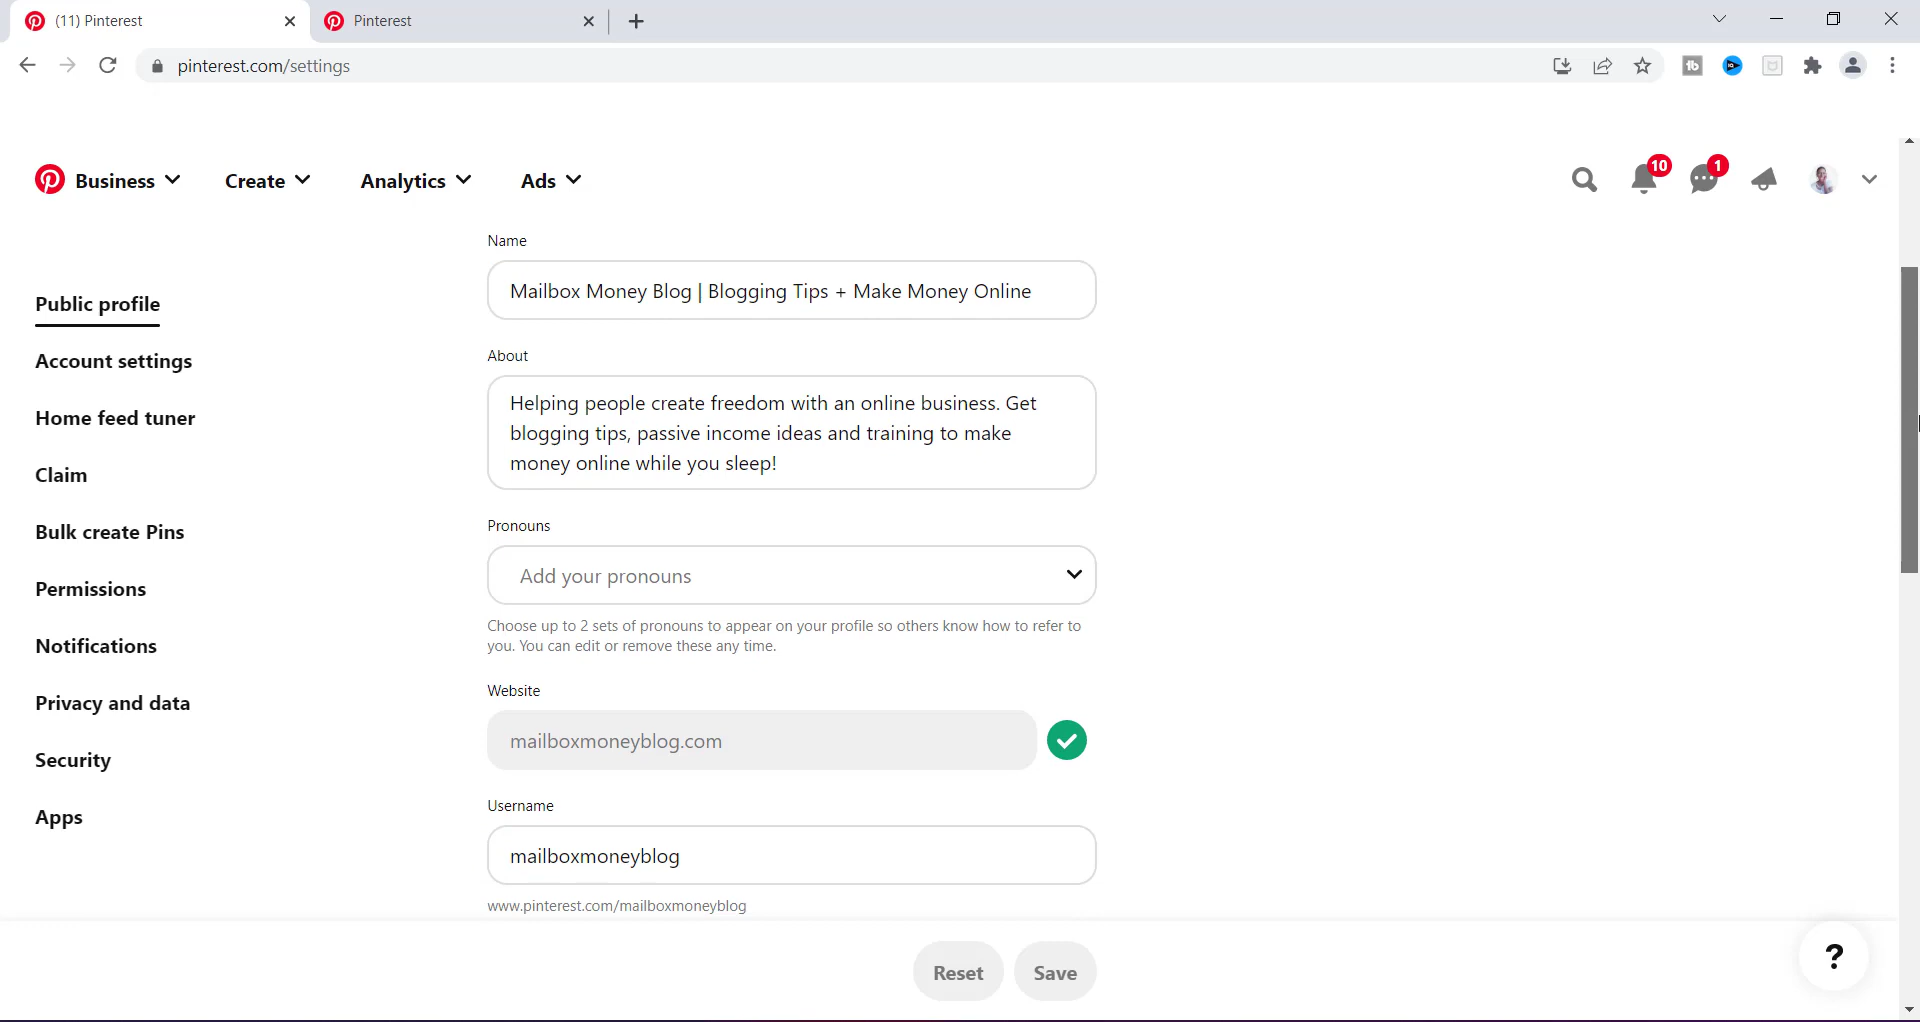 (11) Pinterest
Pinterest
pinterest.com/settings
Business
Create
Analytics
Ads
10
1
Public profile
Account settings
Home feed tuner
Claim
Bulk create Pins
Permissions
Notifications
Privacy and data
Security
Apps
Name
Mailbox Money Blog | Blogging Tips + Make Money Online
About
Helping people create freedom with an online business. Get
blogging tips, passive income ideas and training to make
money online while you sleep!
Pronouns
Add your pronouns
Choose up to 2 sets of pronouns to appear on your profile so others know how to refer to
you. You can edit or remove these any time.
Website
mailboxmoneyblog.com
Username
mailboxmoneyblog
www.pinterest.com/mailboxmoneyblog
Reset
Save
?